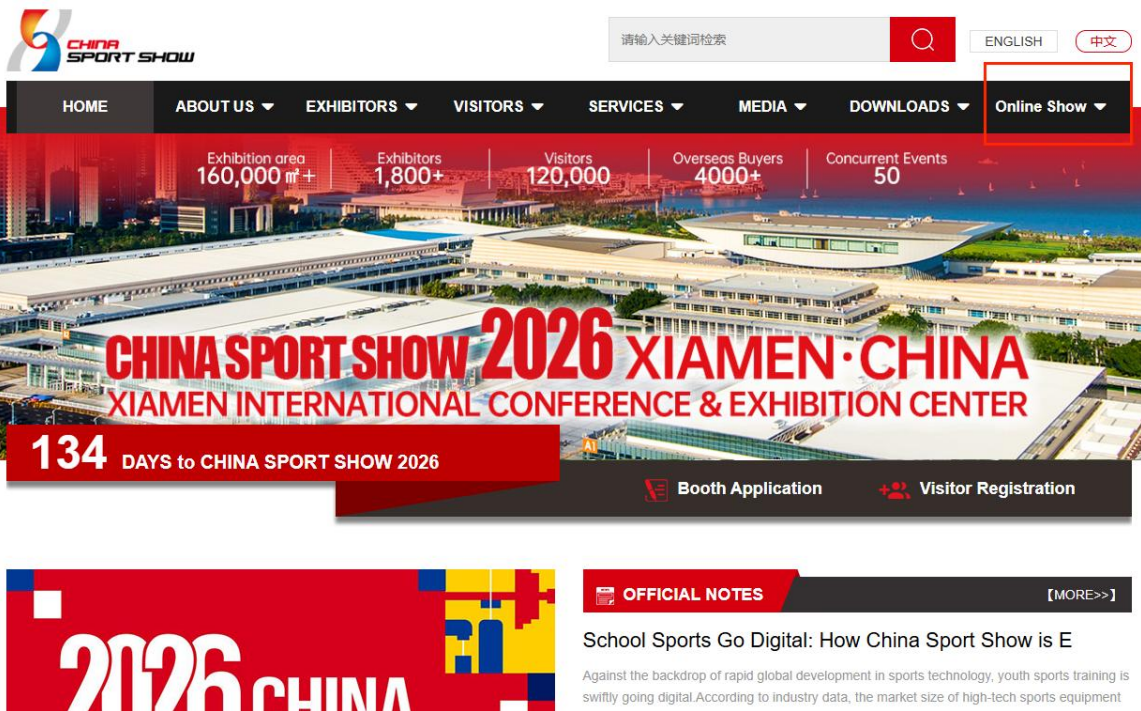 CHINA
SPORT SHOW
请输入关键词检索
ENGLISH
中文
HOME
ABOUT US
EXHIBITORS
VISITORS
SERVICES
MEDIA
DOWNLOADS
Online Show
Exhibition area
160,000㎡+
Exhibitors
1,800+
Visitors
120,000
Overseas Buyers
4000+
Concurrent Events
50
CHINA SPORT SHOW 2026 XIAMEN·CHINA
XIAMEN INTERNATIONAL CONFERENCE & EXHIBITION CENTER
AI
134 DAYS to CHINA SPORT SHOW 2026
Booth Application
Visitor Registration
2026 CHINA
OFFICIAL NOTES
【MORE>>】
School Sports Go Digital: How China Sport Show is E
Against the backdrop of rapid global development in sports technology, youth sports training is
swiftly going digital.According to industry data, the market size of high-tech sports equipment